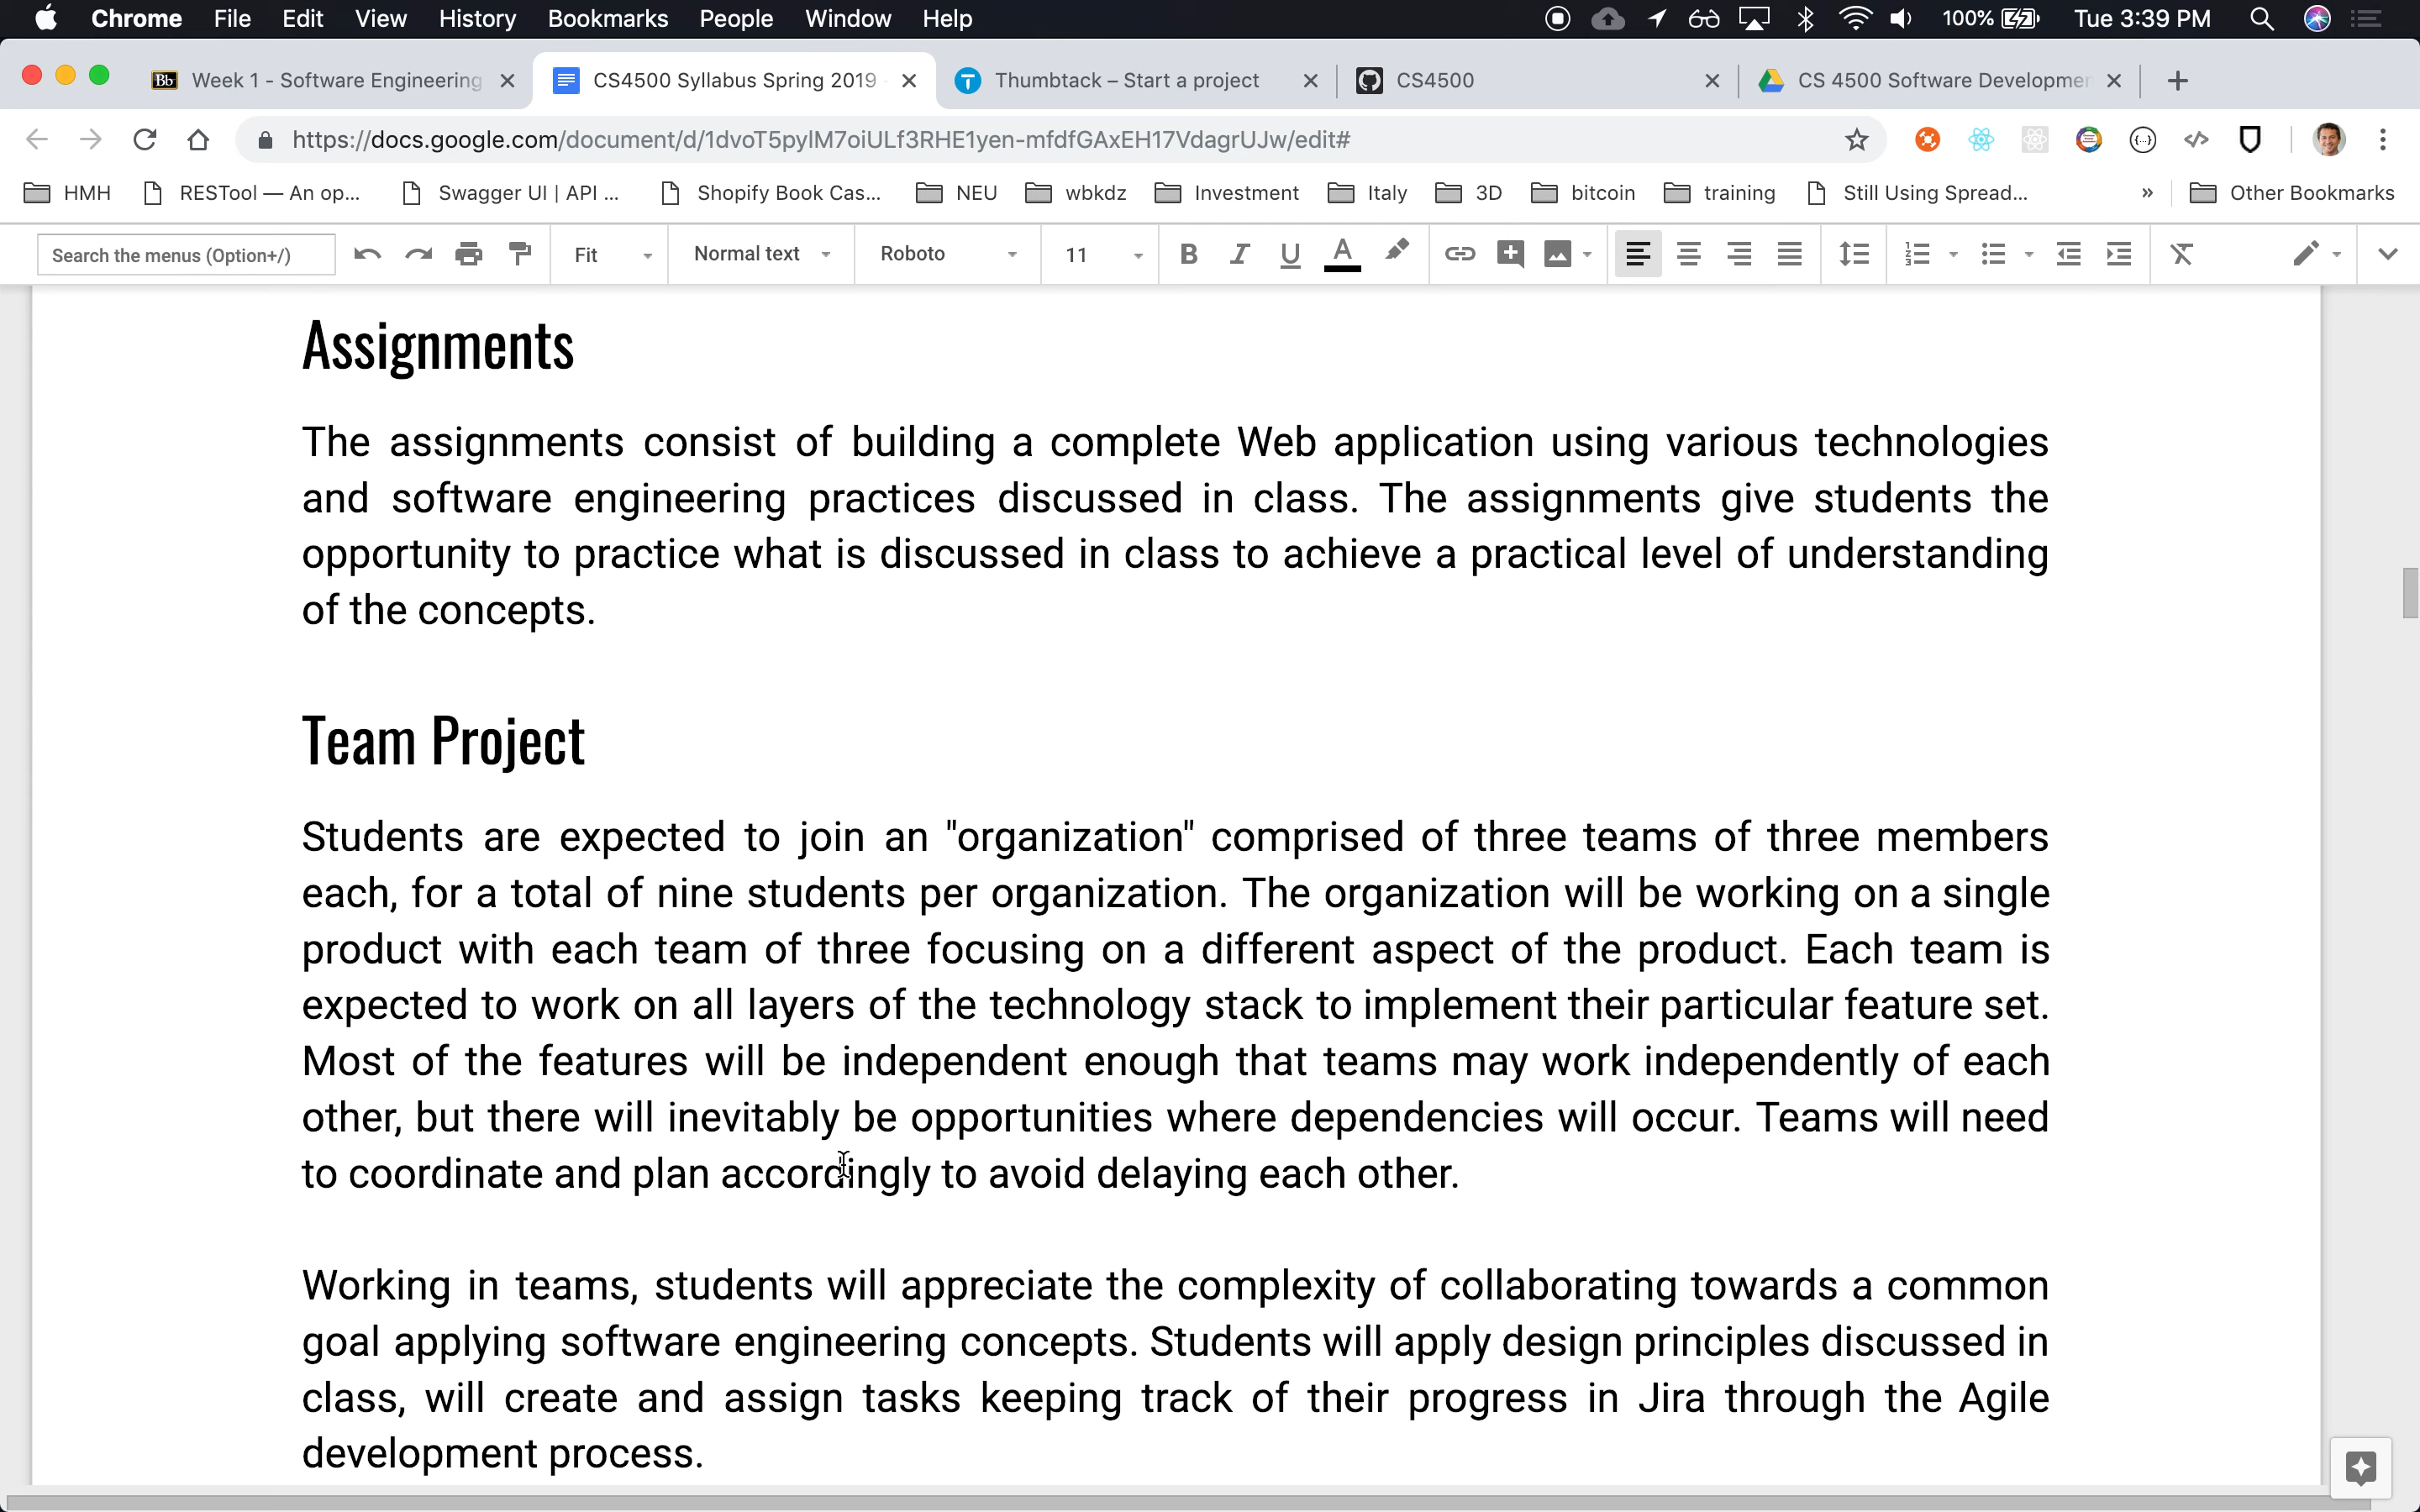 Chrome File Edit View History Bookmarks People Window Help 100% Tue 3:39 PM
Bb Week 1 - Software Engineering CS4500 Syllabus Spring 2019 - Thumbtack – Start a project CS4500 CS 4500 Software Developmen
https://docs.google.com/document/d/1dvoT5pylM7oiULf3RHE1yen-mfdfGAxEH17VdagrUJw/edit#
HMH RESTool — An op... Swagger UI | API ... Shopify Book Cas... NEU wbkdz Investment Italy 3D bitcoin training Still Using Spread... » Other Bookmarks
Search the menus (Option+/) Fit Normal text Roboto 11 B I U A
Assignments
The assignments consist of building a complete Web application using various technologies
and software engineering practices discussed in class. The assignments give students the
opportunity to practice what is discussed in class to achieve a practical level of understanding
of the concepts.
Team Project
Students are expected to join an "organization" comprised of three teams of three members
each, for a total of nine students per organization. The organization will be working on a single
product with each team of three focusing on a different aspect of the product. Each team is
expected to work on all layers of the technology stack to implement their particular feature set.
Most of the features will be independent enough that teams may work independently of each
other, but there will inevitably be opportunities where dependencies will occur. Teams will need
to coordinate and plan accordingly to avoid delaying each other.
Working in teams, students will appreciate the complexity of collaborating towards a common
goal applying software engineering concepts. Students will apply design principles discussed in
class, will create and assign tasks keeping track of their progress in Jira through the Agile
development process.